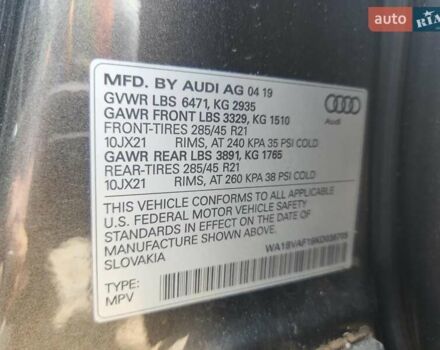 auto RIA
MFD. BY AUDI AG 04 19
GVWR LBS 6471, KG 2935
GAWR FRONT LBS 3329, KG 1510
FRONT-TIRES 285/45 R21
10JX21 RIMS, AT 240 KPA 35 PSI COLD
GAWR REAR LBS 3891, KG 1765
REAR-TIRES 285/45 R21
10JX21 RIMS, AT 260 KPA 38 PSI COLD
Audi
THIS VEHICLE CONFORMS TO ALL APPLICABLE
U.S. FEDERAL MOTOR VEHICLE SAFETY
STANDARDS IN EFFECT ON THE DATE OF
MANUFACTURE SHOWN ABOVE.
SLOVAKIA
TYPE:
MPV